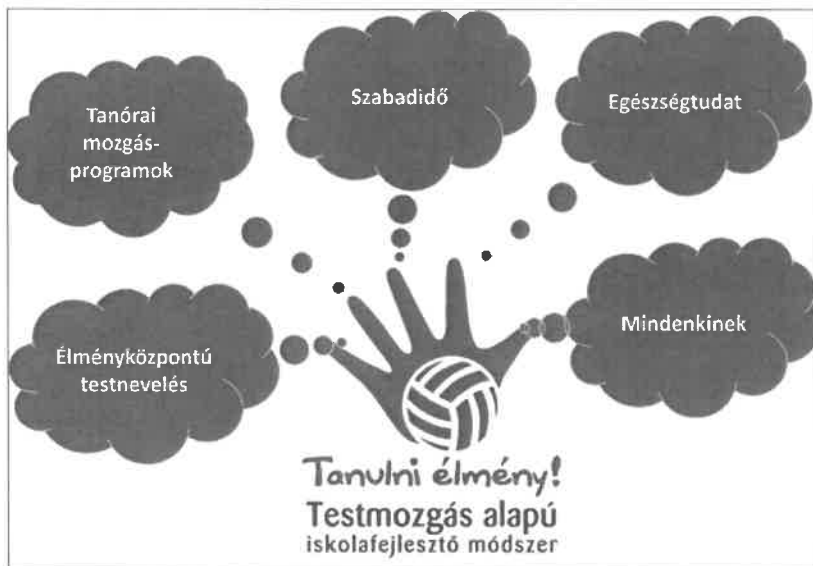 Tanórai
mozgás-
programok
Szabadidő
Egészségtudat
Élményközpontú
testnevelés
Mindenkinek
Tanulni élmény!
Testmozgás alapú
iskolafejlesztő módszer